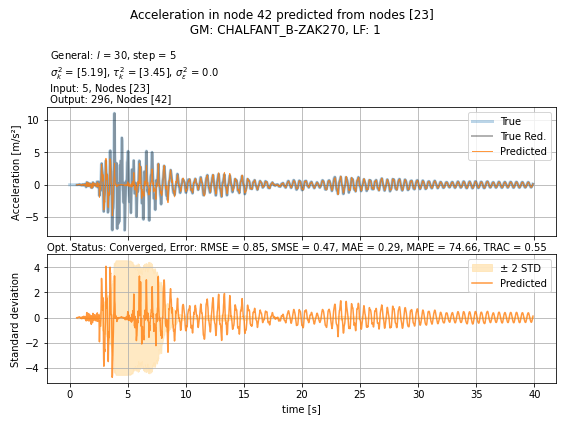 Acceleration in node 42 predicted from nodes [23]
GM: CHALFANT_B-ZAK270, LF: 1
General: l = 30, step = 5
σ²ₖ = [5.19], τ²ₖ = [3.45], σ²ε = 0.0
Input: 5, Nodes [23]
Output: 296, Nodes [42]
Acceleration [m/s²]
10
5
0
−5
True
True Red.
Predicted
Opt. Status: Converged, Error: RMSE = 0.85, SMSE = 0.47, MAE = 0.29, MAPE = 74.66, TRAC = 0.55
Standard deviation
4
2
0
−2
−4
± 2 STD
Predicted
0 5 10 15 20 25 30 35 40
time [s]